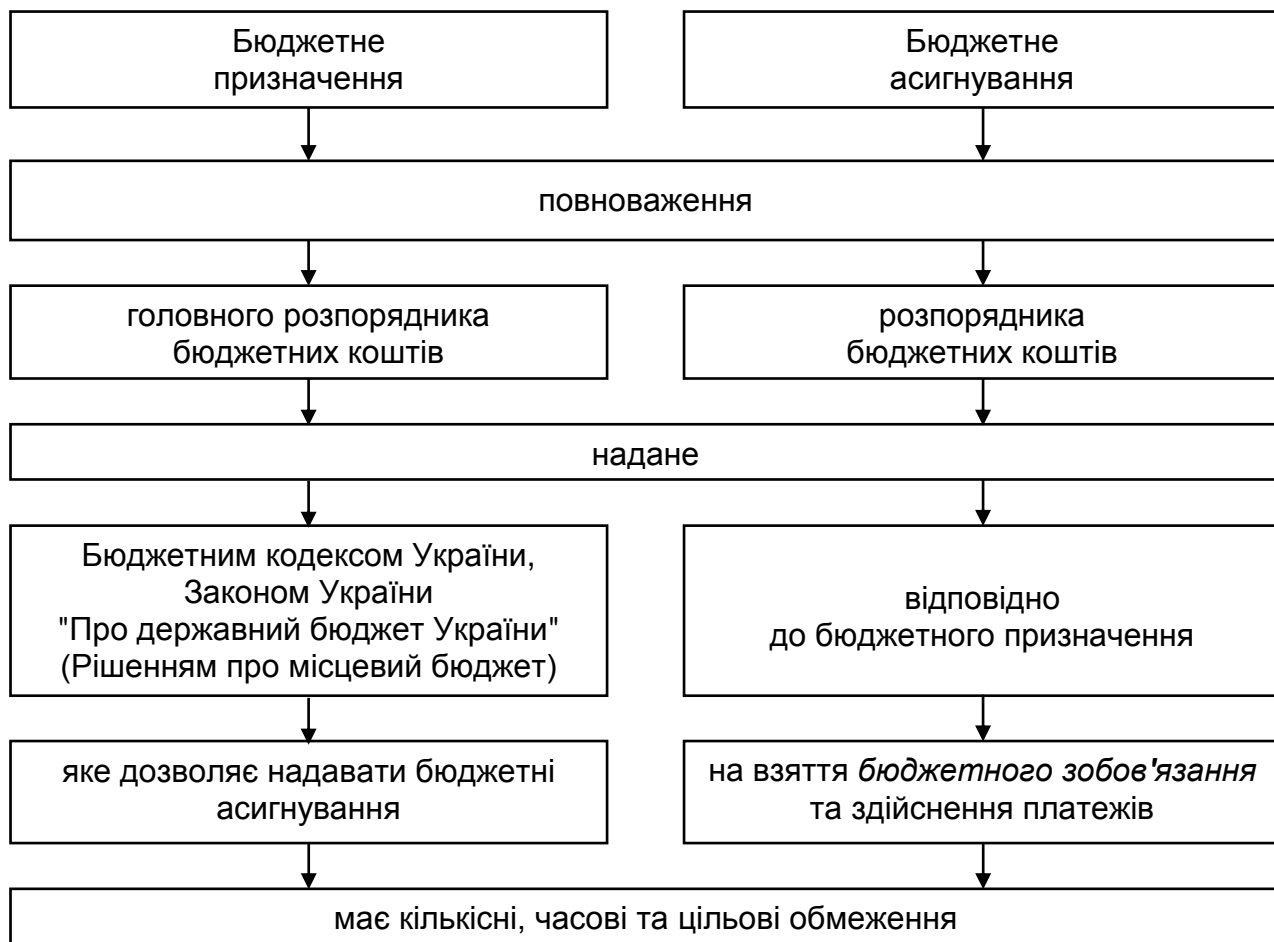 Бюджетне
призначення
Бюджетне
асигнування
повноваження
головного розпорядника
бюджетних коштів
розпорядника
бюджетних коштів
надане
Бюджетним кодексом України,
Законом України
"Про державний бюджет України"
(Рішенням про місцевий бюджет)
відповідно
до бюджетного призначення
яке дозволяє надавати бюджетні
асигнування
на взяття бюджетного зобов'язання
та здійснення платежів
має кількісні, часові та цільові обмеження